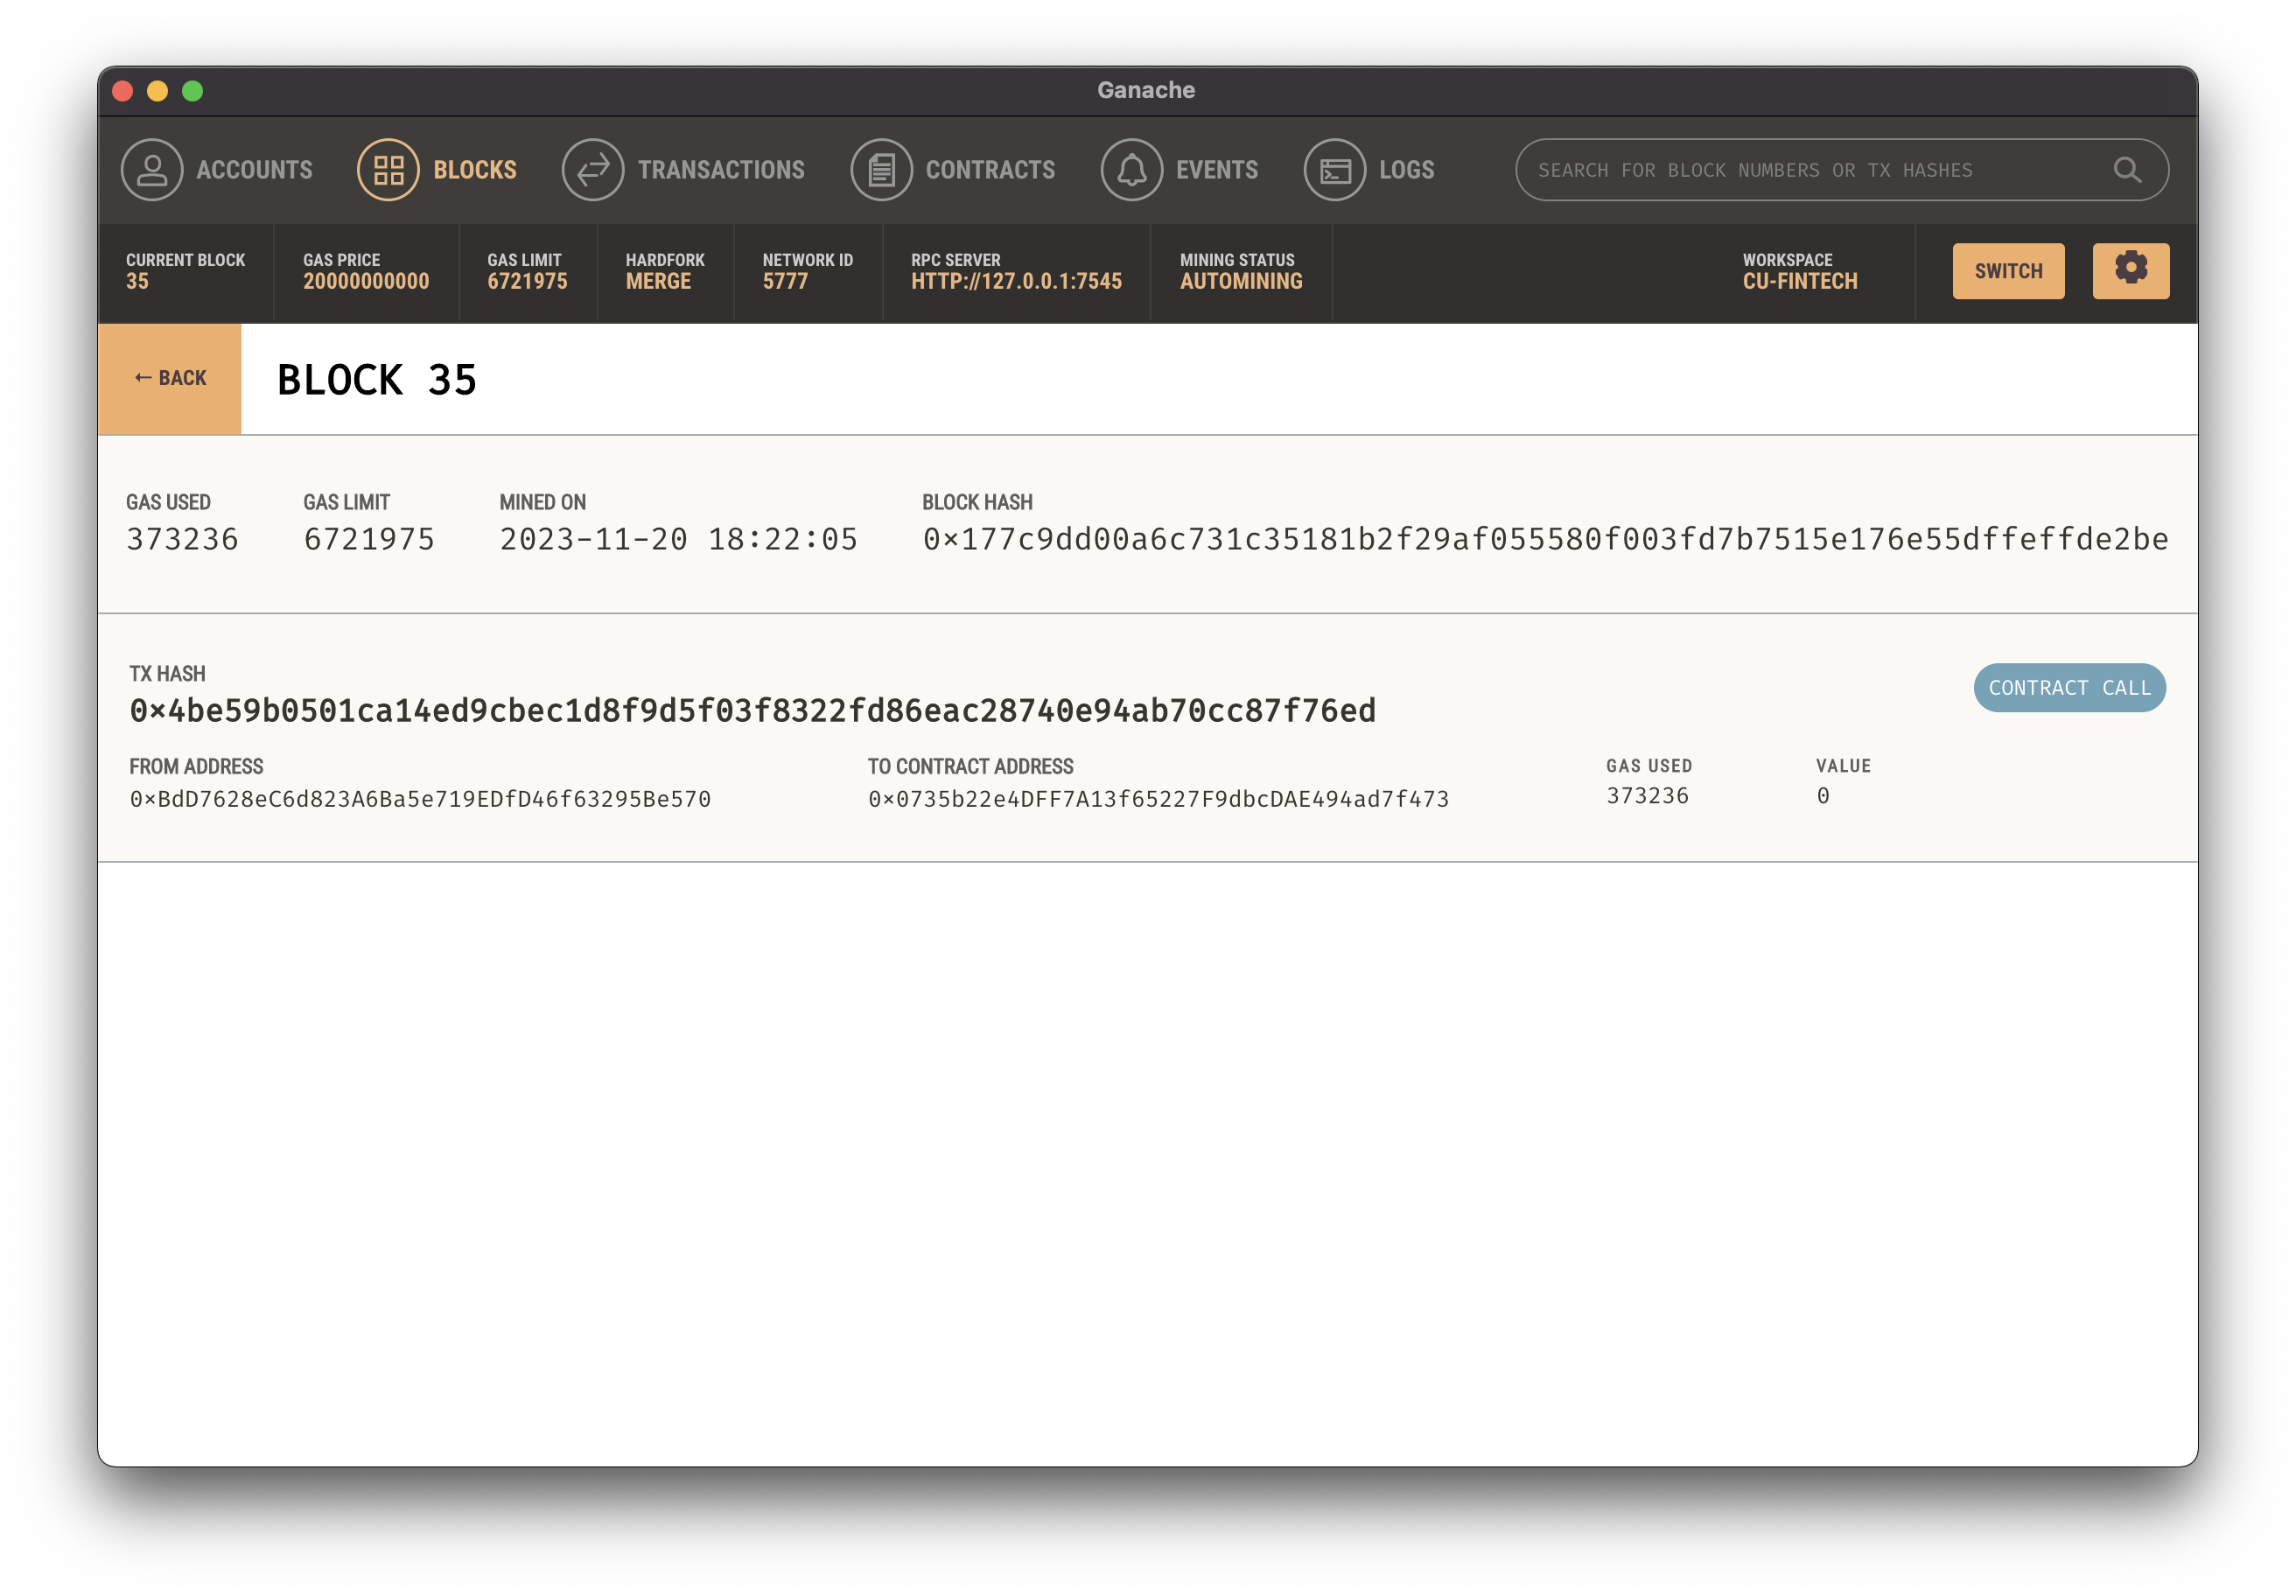 Ganache
ACCOUNTS BLOCKS TRANSACTIONS CONTRACTS EVENTS LOGS SEARCH FOR BLOCK NUMBERS OR TX HASHES
CURRENT BLOCK GAS PRICE GAS LIMIT HARDFORK NETWORK ID RPC SERVER MINING STATUS WORKSPACE
35 20000000000 6721975 MERGE 5777 HTTP://127.0.0.1:7545 AUTOMINING CU-FINTECH SWITCH
← BACK BLOCK 35
GAS USED GAS LIMIT MINED ON BLOCK HASH
373236 6721975 2023-11-20 18:22:05 0×177c9dd00a6c731c35181b2f29af055580f003fd7b7515e176e55dffeffde2be
TX HASH
0×4be59b0501ca14ed9cbec1d8f9d5f03f8322fd86eac28740e94ab70cc87f76ed CONTRACT CALL
FROM ADDRESS TO CONTRACT ADDRESS GAS USED VALUE
0×BdD7628eC6d823A6Ba5e719EDfD46f63295Be570 0×0735b22e4DFF7A13f65227F9dbcDAE494ad7f473 373236 0